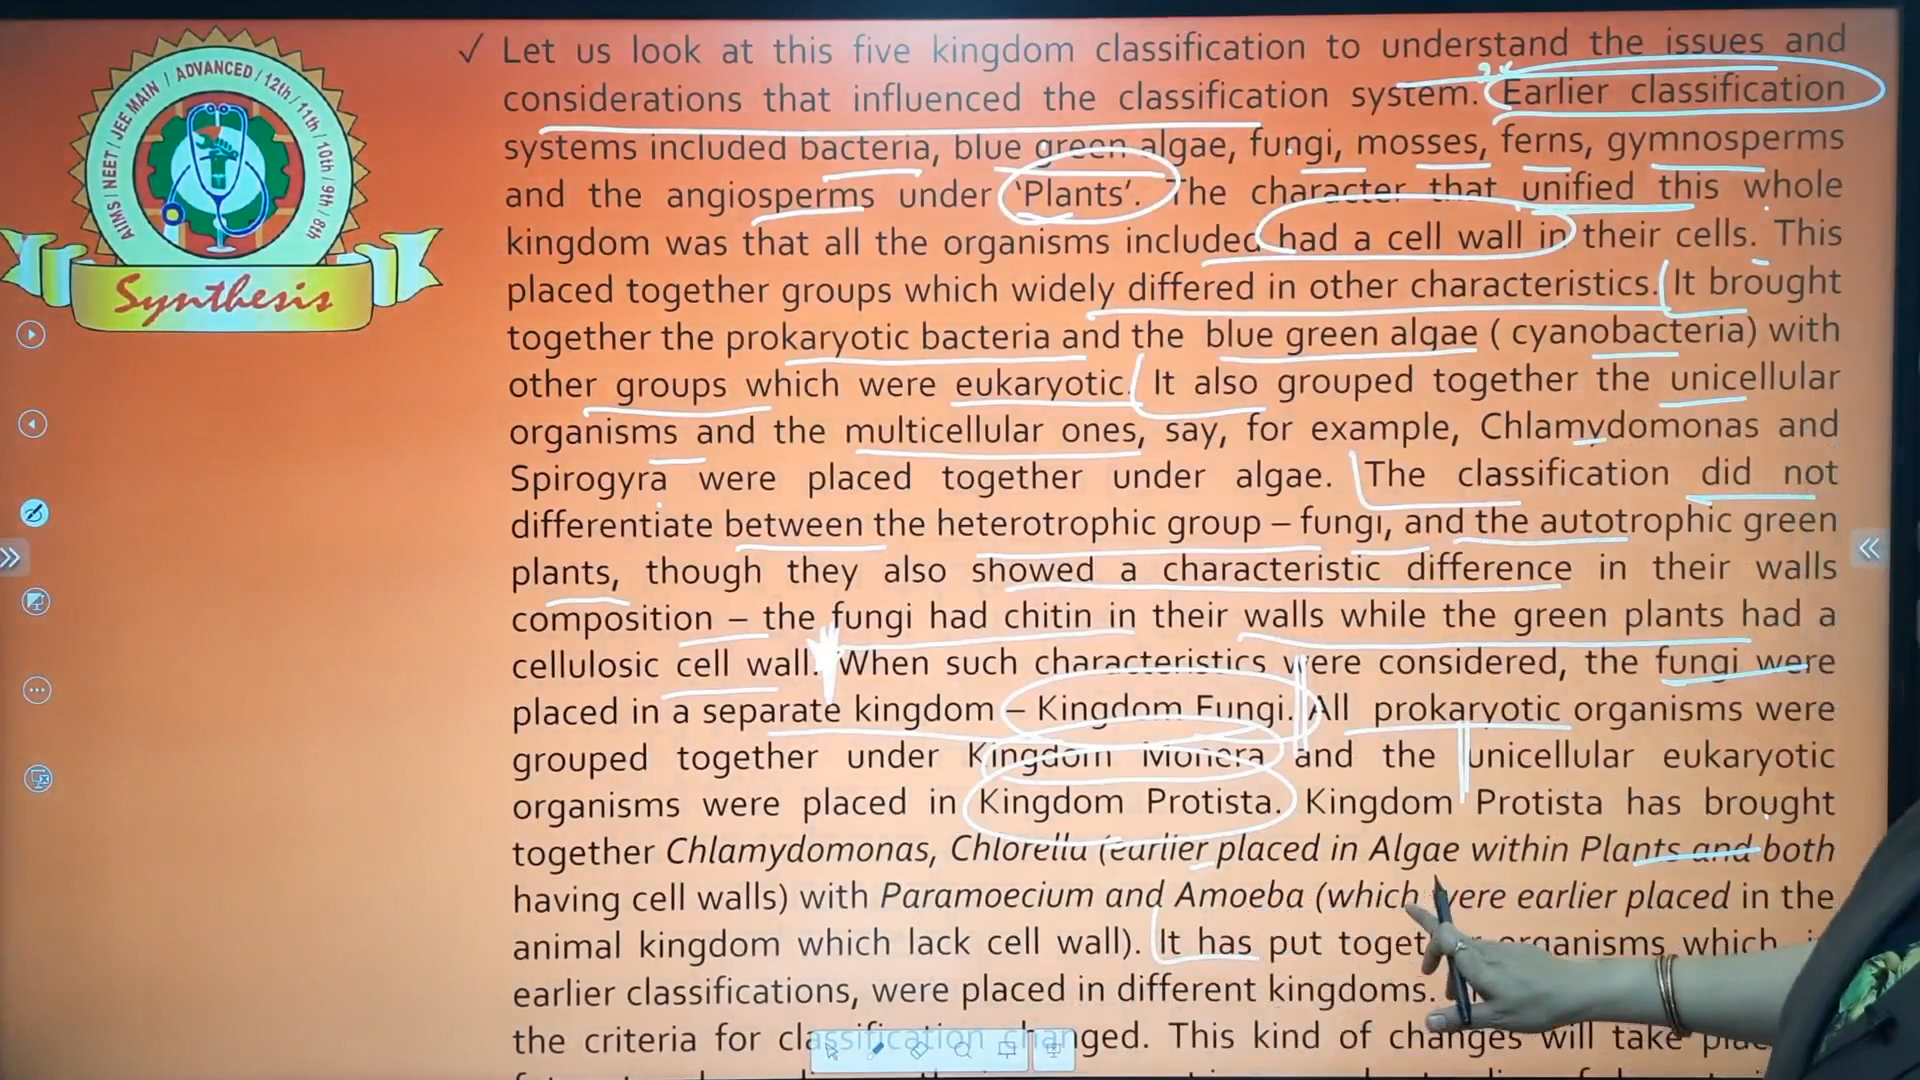 AIIMS | NEET | JEE MAIN | ADVANCED / 12th / 11th / 10th / 9th / 8th
Synthesis
✓ Let us look at this five kingdom classification to understand the issues and
considerations that influenced the classification system. Earlier classification
systems included bacteria, blue green algae, fungi, mosses, ferns, gymnosperms
and the angiosperms under ‘Plants’. The character that unified this whole
kingdom was that all the organisms included had a cell wall in their cells. This
placed together groups which widely differed in other characteristics. It brought
together the prokaryotic bacteria and the blue green algae ( cyanobacteria) with
other groups which were eukaryotic. It also grouped together the unicellular
organisms and the multicellular ones, say, for example, Chlamydomonas and
Spirogyra were placed together under algae. The classification did not
differentiate between the heterotrophic group – fungi, and the autotrophic green
plants, though they also showed a characteristic difference in their walls
composition – the fungi had chitin in their walls while the green plants had a
cellulosic cell wall. When such characteristics were considered, the fungi were
placed in a separate kingdom – Kingdom Fungi. All prokaryotic organisms were
grouped together under Kingdom Monera and the unicellular eukaryotic
organisms were placed in Kingdom Protista. Kingdom Protista has brought
together Chlamydomonas, Chlorella (earlier placed in Algae within Plants and both
having cell walls) with Paramoecium and Amoeba (which were earlier placed in the
animal kingdom which lack cell wall). It has put together organisms which
earlier classifications, were placed in different kingdoms.
the criteria for classification changed. This kind of changes will take